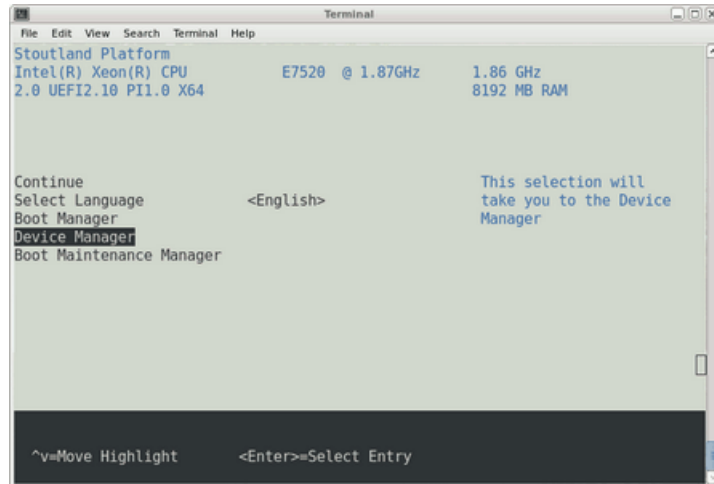 Terminal
File Edit View Search Terminal Help
Stoutland Platform
Intel(R) Xeon(R) CPU E7520 @ 1.87GHz 1.86 GHz
2.0 UEFI2.10 PI1.0 X64 8192 MB RAM
Continue This selection will
Select Language <English> take you to the Device
Boot Manager Manager
Device Manager
Boot Maintenance Manager
^v=Move Highlight <Enter>=Select Entry